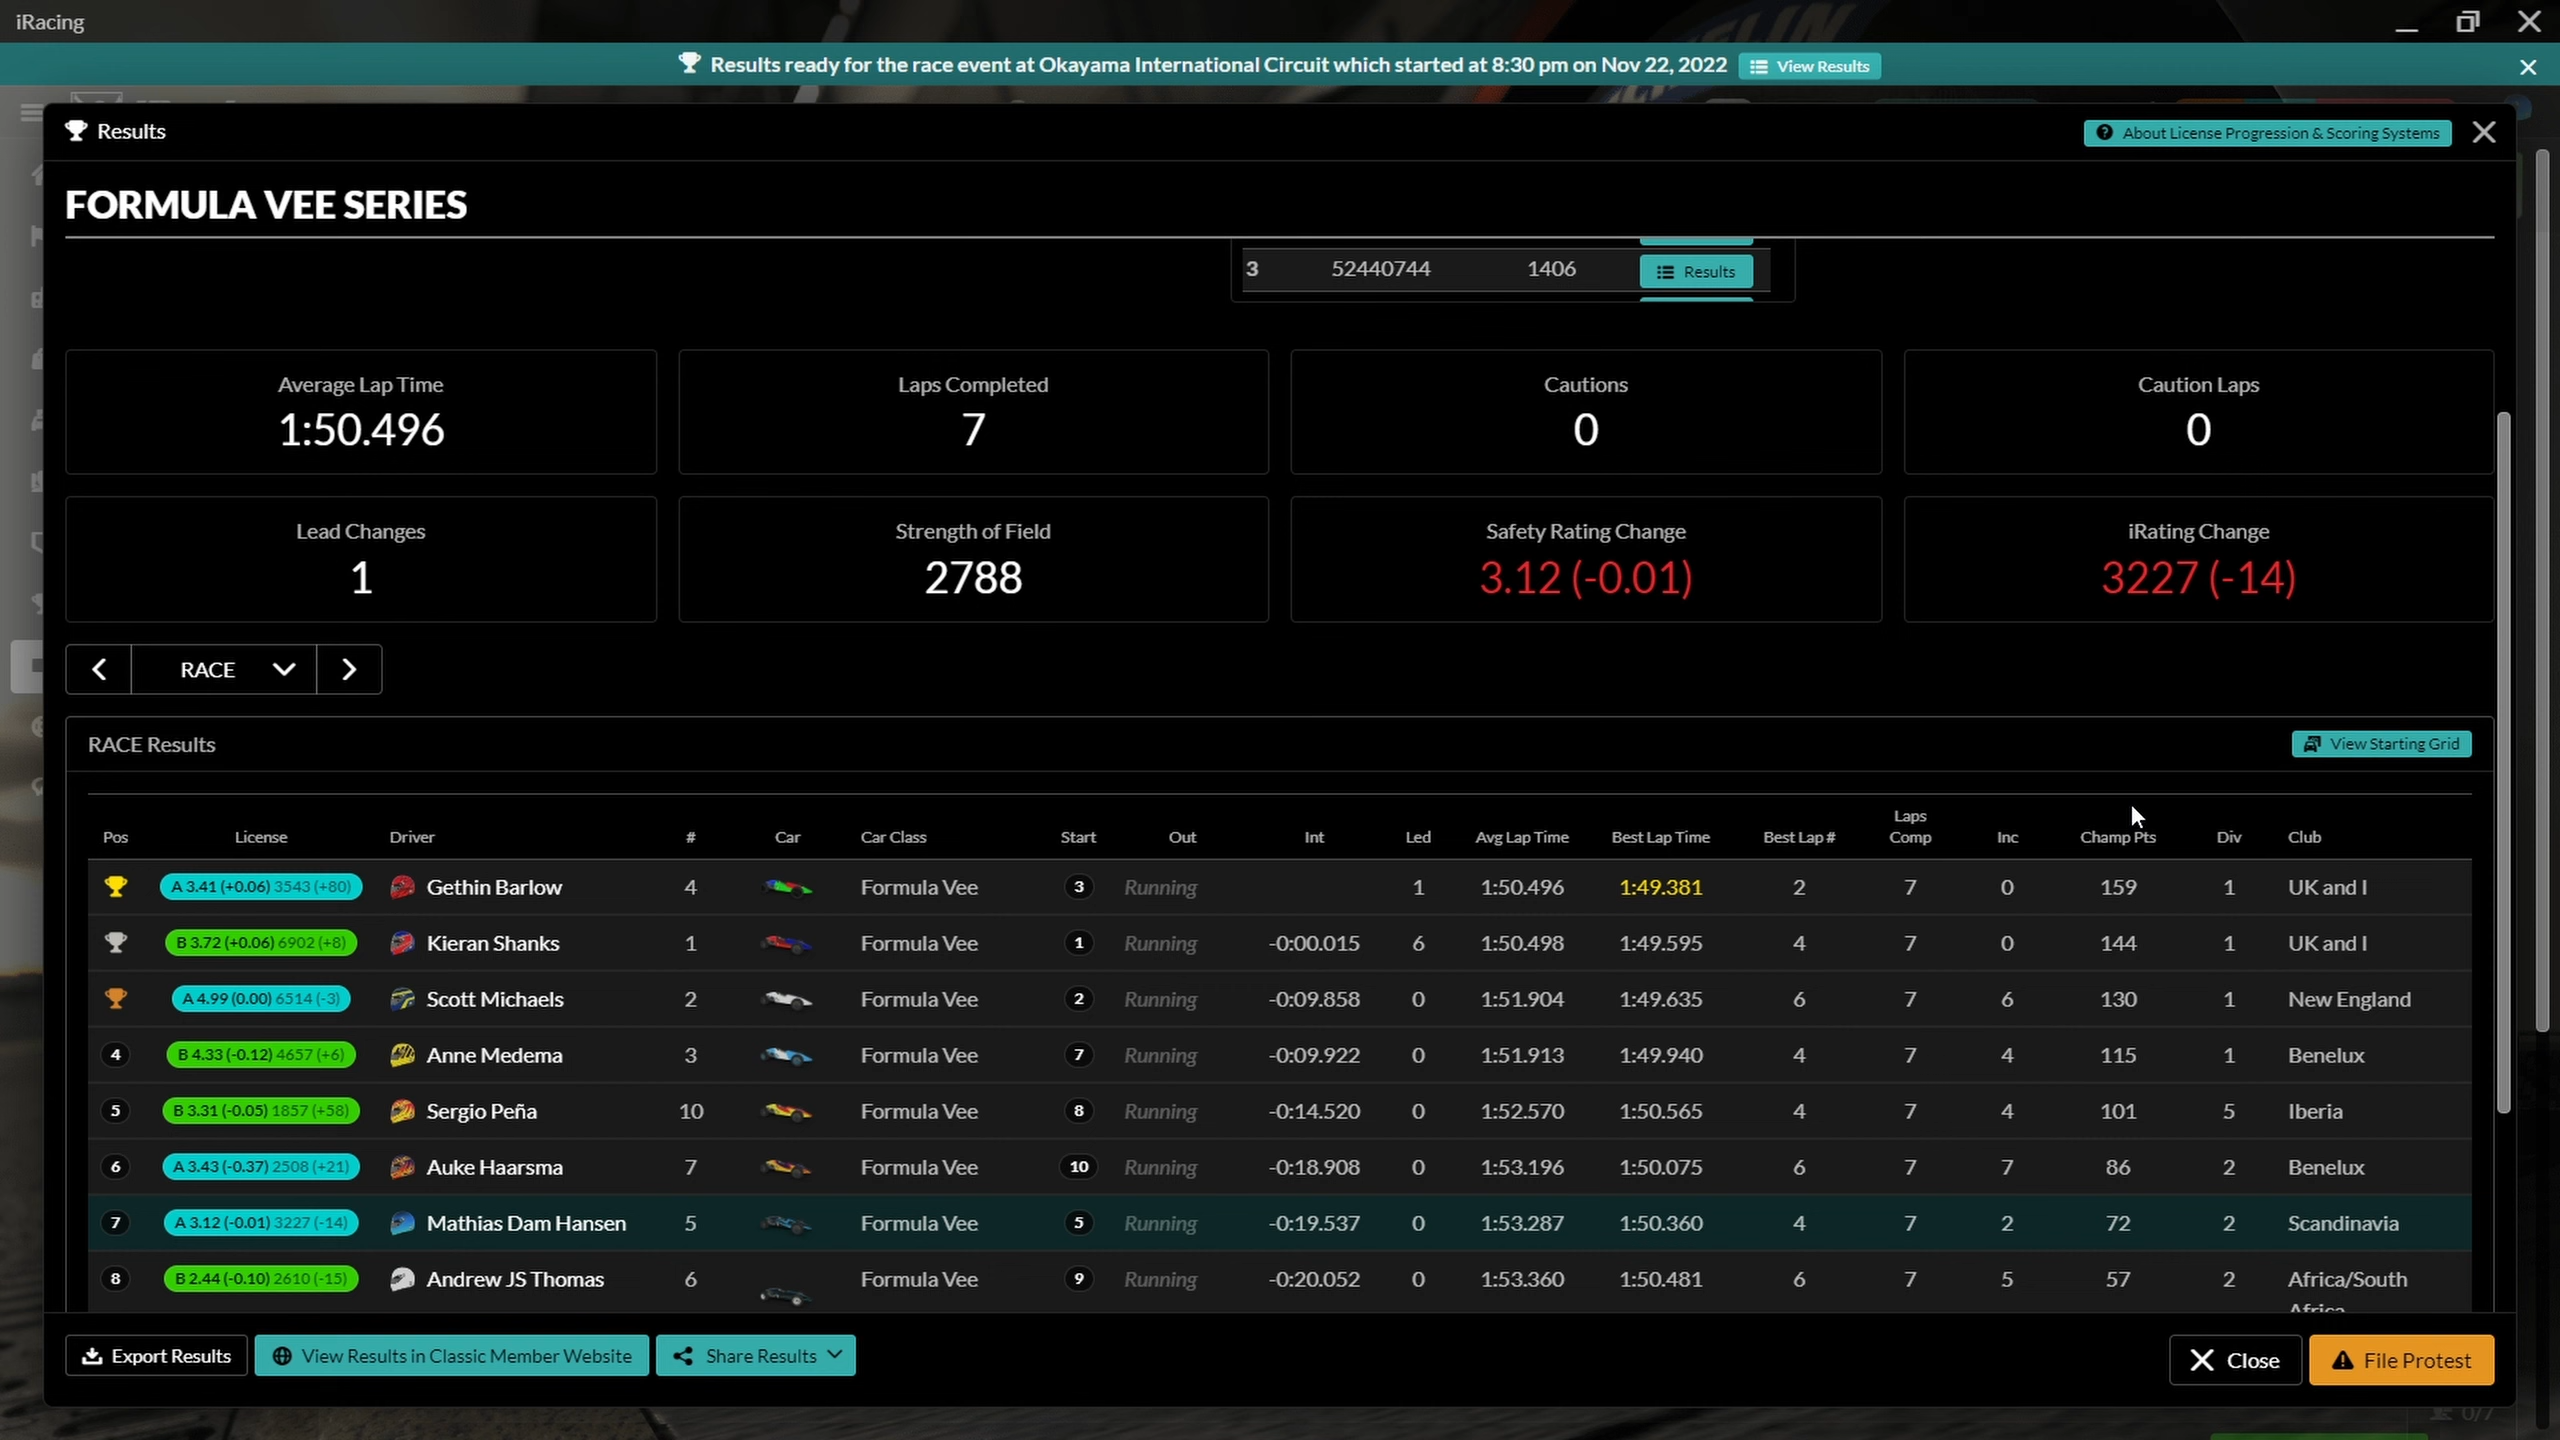 iRacing
Results ready for the race event at Okayama International Circuit which started at 8:30 pm on Nov 22, 2022 View Results
Results
About License Progression & Scoring Systems
FORMULA VEE SERIES
3 52440744 1406 Results
Average Lap Time
1:50.496
Laps Completed
7
Cautions
0
Caution Laps
0
Lead Changes
1
Strength of Field
2788
Safety Rating Change
3.12 (-0.01)
iRating Change
3227 (-14)
RACE
RACE Results
View Starting Grid
Pos License Driver # Car Car Class Start Out Int Led Avg Lap Time Best Lap Time Best Lap # Laps Comp Inc Champ Pts Div Club
A 3.41 (+0.06) 3543 (+80) Gethin Barlow 4 Formula Vee 3 Running 1 1:50.496 1:49.381 2 7 0 159 1 UK and I
B 3.72 (+0.06) 6902 (+8) Kieran Shanks 1 Formula Vee 1 Running -0:00.015 6 1:50.498 1:49.595 4 7 0 144 1 UK and I
A 4.99 (0.00) 6514 (-3) Scott Michaels 2 Formula Vee 2 Running -0:09.858 0 1:51.904 1:49.635 6 7 6 130 1 New England
4 B 4.33 (-0.12) 4657 (+6) Anne Medema 3 Formula Vee 7 Running -0:09.922 0 1:51.913 1:49.940 4 7 4 115 1 Benelux
5 B 3.31 (-0.05) 1857 (+58) Sergio Peña 10 Formula Vee 8 Running -0:14.520 0 1:52.570 1:50.565 4 7 4 101 5 Iberia
6 A 3.43 (-0.37) 2508 (+21) Auke Haarsma 7 Formula Vee 10 Running -0:18.908 0 1:53.196 1:50.075 6 7 7 86 2 Benelux
7 A 3.12 (-0.01) 3227 (-14) Mathias Dam Hansen 5 Formula Vee 5 Running -0:19.537 0 1:53.287 1:50.360 4 7 2 72 2 Scandinavia
8 B 2.44 (-0.10) 2610 (-15) Andrew JS Thomas 6 Formula Vee 9 Running -0:20.052 0 1:53.360 1:50.481 6 7 5 57 2 Africa/South
Africa
Export Results View Results in Classic Member Website Share Results Close File Protest
0/7